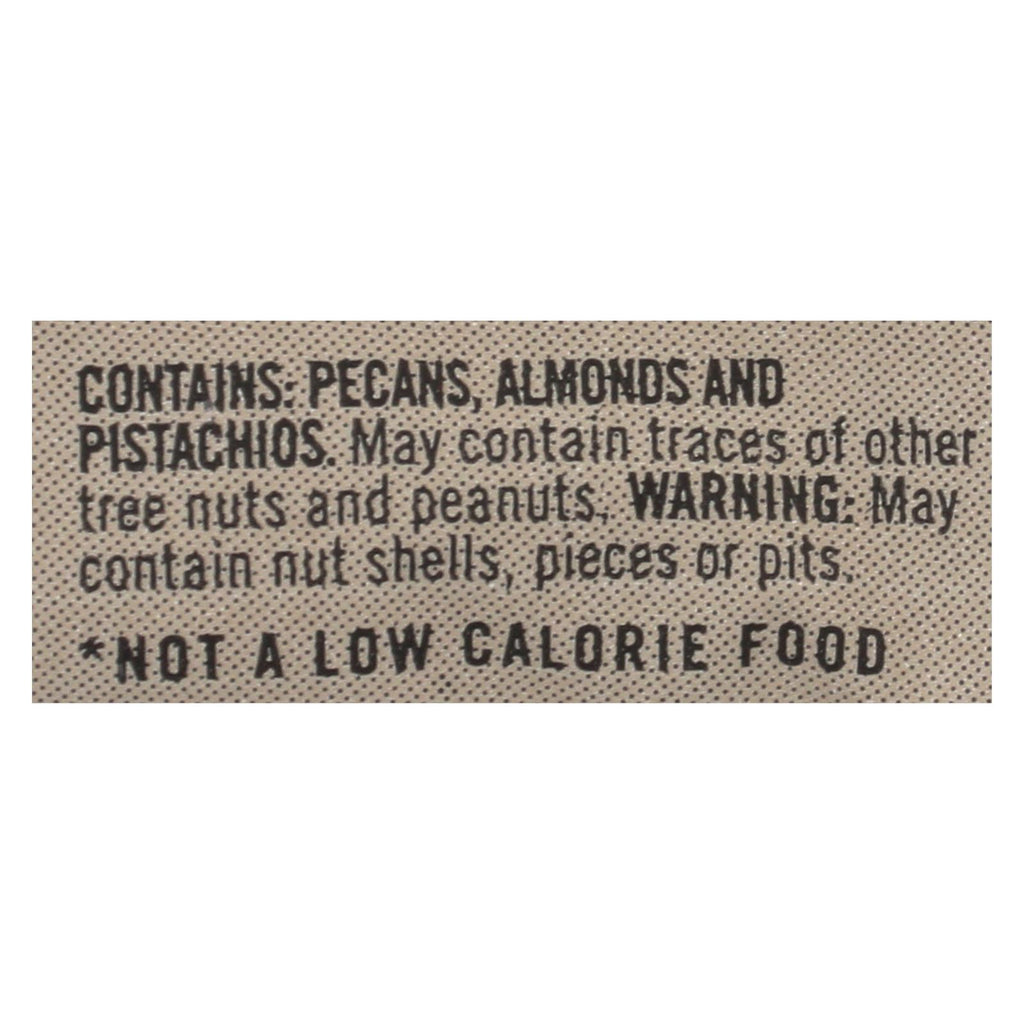 CONTAINS: PECANS, ALMONDS AND
PISTACHIOS. May contain traces of other
tree nuts and peanuts. WARNING: May
contain nut shells, pieces or pits.
*NOT A LOW CALORIE FOOD